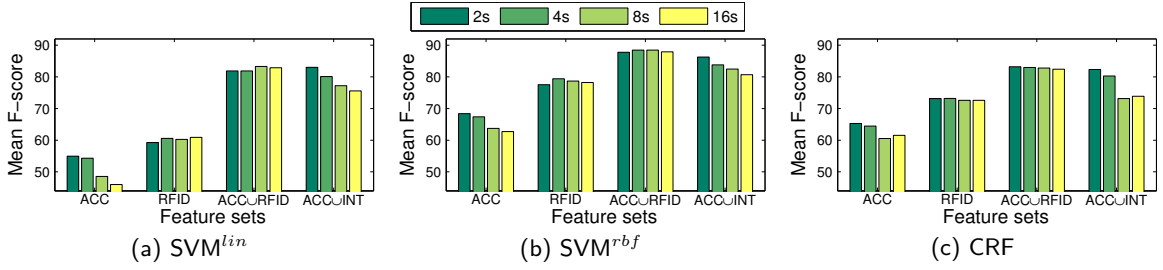 2s 4s 8s 16s
Mean F-score
90
80
70
60
50
ACC RFID ACC∪RFID ACC∪INT
Feature sets
(a) SVM^lin
Mean F-score
90
80
70
60
50
ACC RFID ACC∪RFID ACC∪INT
Feature sets
(b) SVM^rbf
Mean F-score
90
80
70
60
50
ACC RFID ACC∪RFID ACC∪INT
Feature sets
(c) CRF